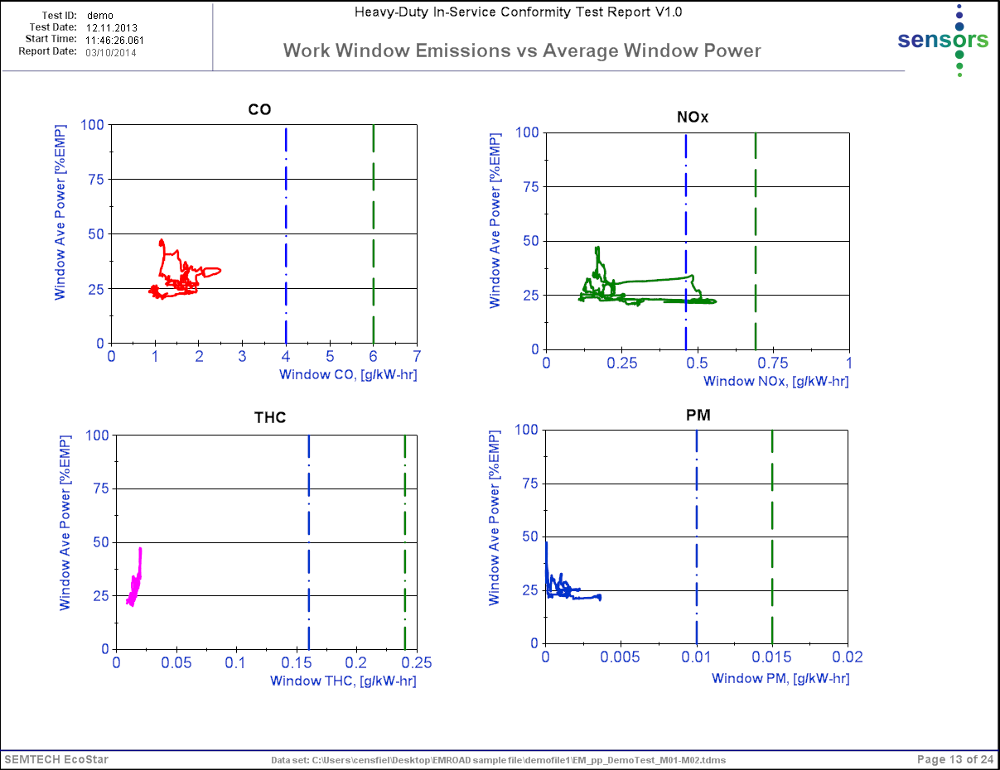 Test ID: demo
Test Date: 12.11.2013
Start Time: 11:46:26.061
Report Date: 03/10/2014
Heavy-Duty In-Service Conformity Test Report V1.0
Work Window Emissions vs Average Window Power
sensors
CO
Window Ave Power [%EMP]
100
75
50
25
0
0 1 2 3 4 5 6 7
Window CO, [g/kW-hr]
NOx
Window Ave Power [%EMP]
100
75
50
25
0
0 0.25 0.5 0.75 1
Window NOx, [g/kW-hr]
THC
Window Ave Power [%EMP]
100
75
50
25
0
0 0.05 0.1 0.15 0.2 0.25
Window THC, [g/kW-hr]
PM
Window Ave Power [%EMP]
100
75
50
25
0
0 0.005 0.01 0.015 0.02
Window PM, [g/kW-hr]
SEMTECH EcoStar
Data set: C:\Users\censfiel\Desktop\EMROAD sample file\demofile1\EM_pp_DemoTest_M01-M02.tdms
Page 13 of 24